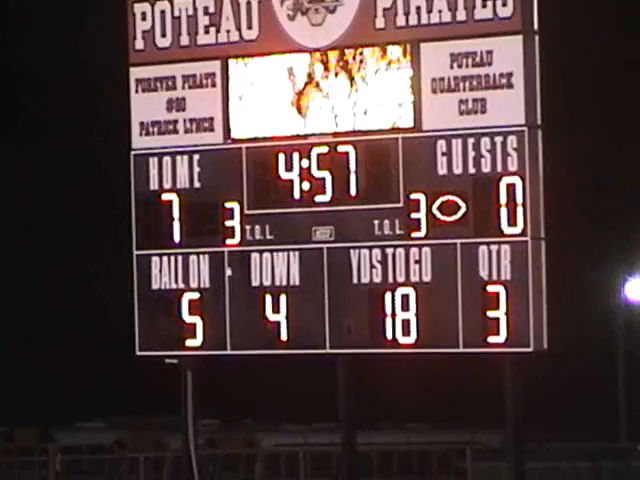 POTEAU PIRATES
FOREVER PIRATE
#80
PATRICK LYNCH
POTEAU
QUARTERBACK
CLUB
HOME
4:57
GUESTS
7
3
T.O.L.
T.O.L.
3
0
BALL ON
DOWN
YDS TO GO
QTR
5
4
18
3